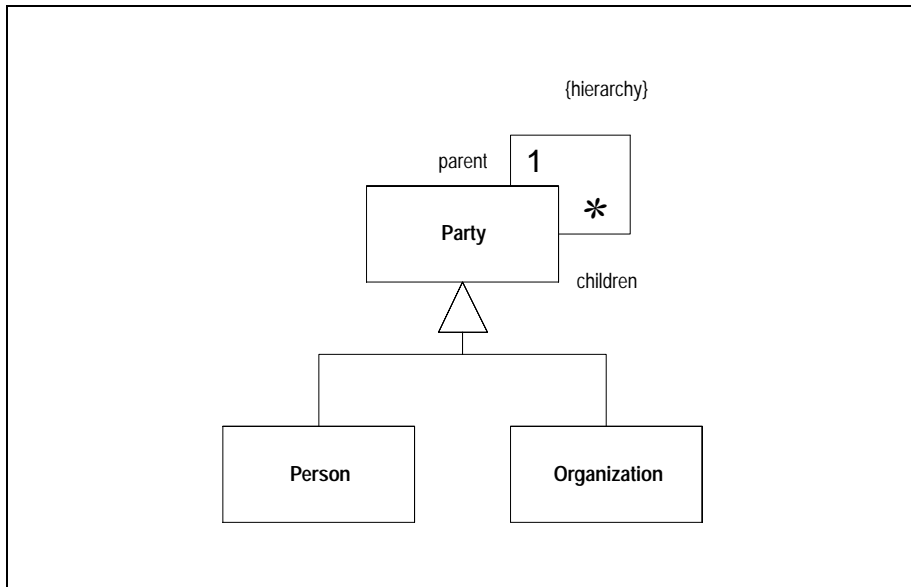 {hierarchy}
parent
1
*
Party
children
Person
Organization